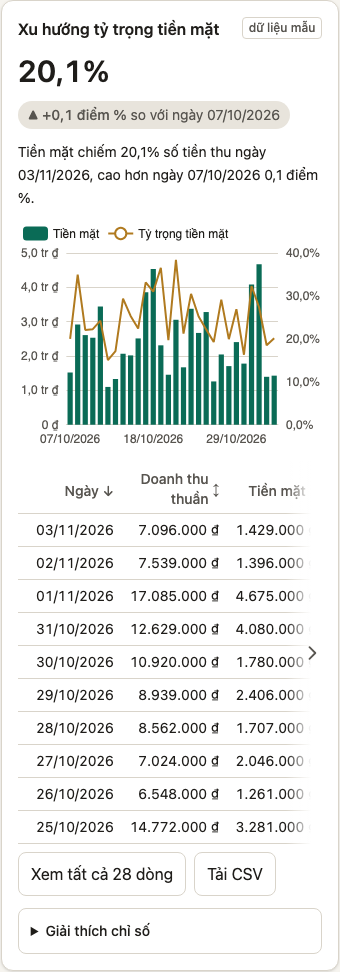 Xu hướng tỷ trọng tiền mặt
dữ liệu mẫu
20,1%
▲ +0,1 điểm % so với ngày 07/10/2026
Tiền mặt chiếm 20,1% số tiền thu ngày
03/11/2026, cao hơn ngày 07/10/2026 0,1 điểm
%.
Tiền mặt Tỷ trọng tiền mặt
5,0 tr ₫ 40,0%
4,0 tr ₫ 30,0%
3,0 tr ₫
2,0 tr ₫ 20,0%
1,0 tr ₫ 10,0%
0 ₫ 0,0%
07/10/2026 18/10/2026 29/10/2026
Ngày ↓ Doanh thu thuần ↕ Tiền mặt
03/11/2026 7.096.000 ₫ 1.429.000
02/11/2026 7.539.000 ₫ 1.396.000
01/11/2026 17.085.000 ₫ 4.675.000
31/10/2026 12.629.000 ₫ 4.080.000
30/10/2026 10.920.000 ₫ 1.780.000
29/10/2026 8.939.000 ₫ 2.406.000
28/10/2026 8.562.000 ₫ 1.707.000
27/10/2026 7.024.000 ₫ 2.046.000
26/10/2026 6.548.000 ₫ 1.261.000
25/10/2026 14.772.000 ₫ 3.281.000
Xem tất cả 28 dòng Tải CSV
▶ Giải thích chỉ số